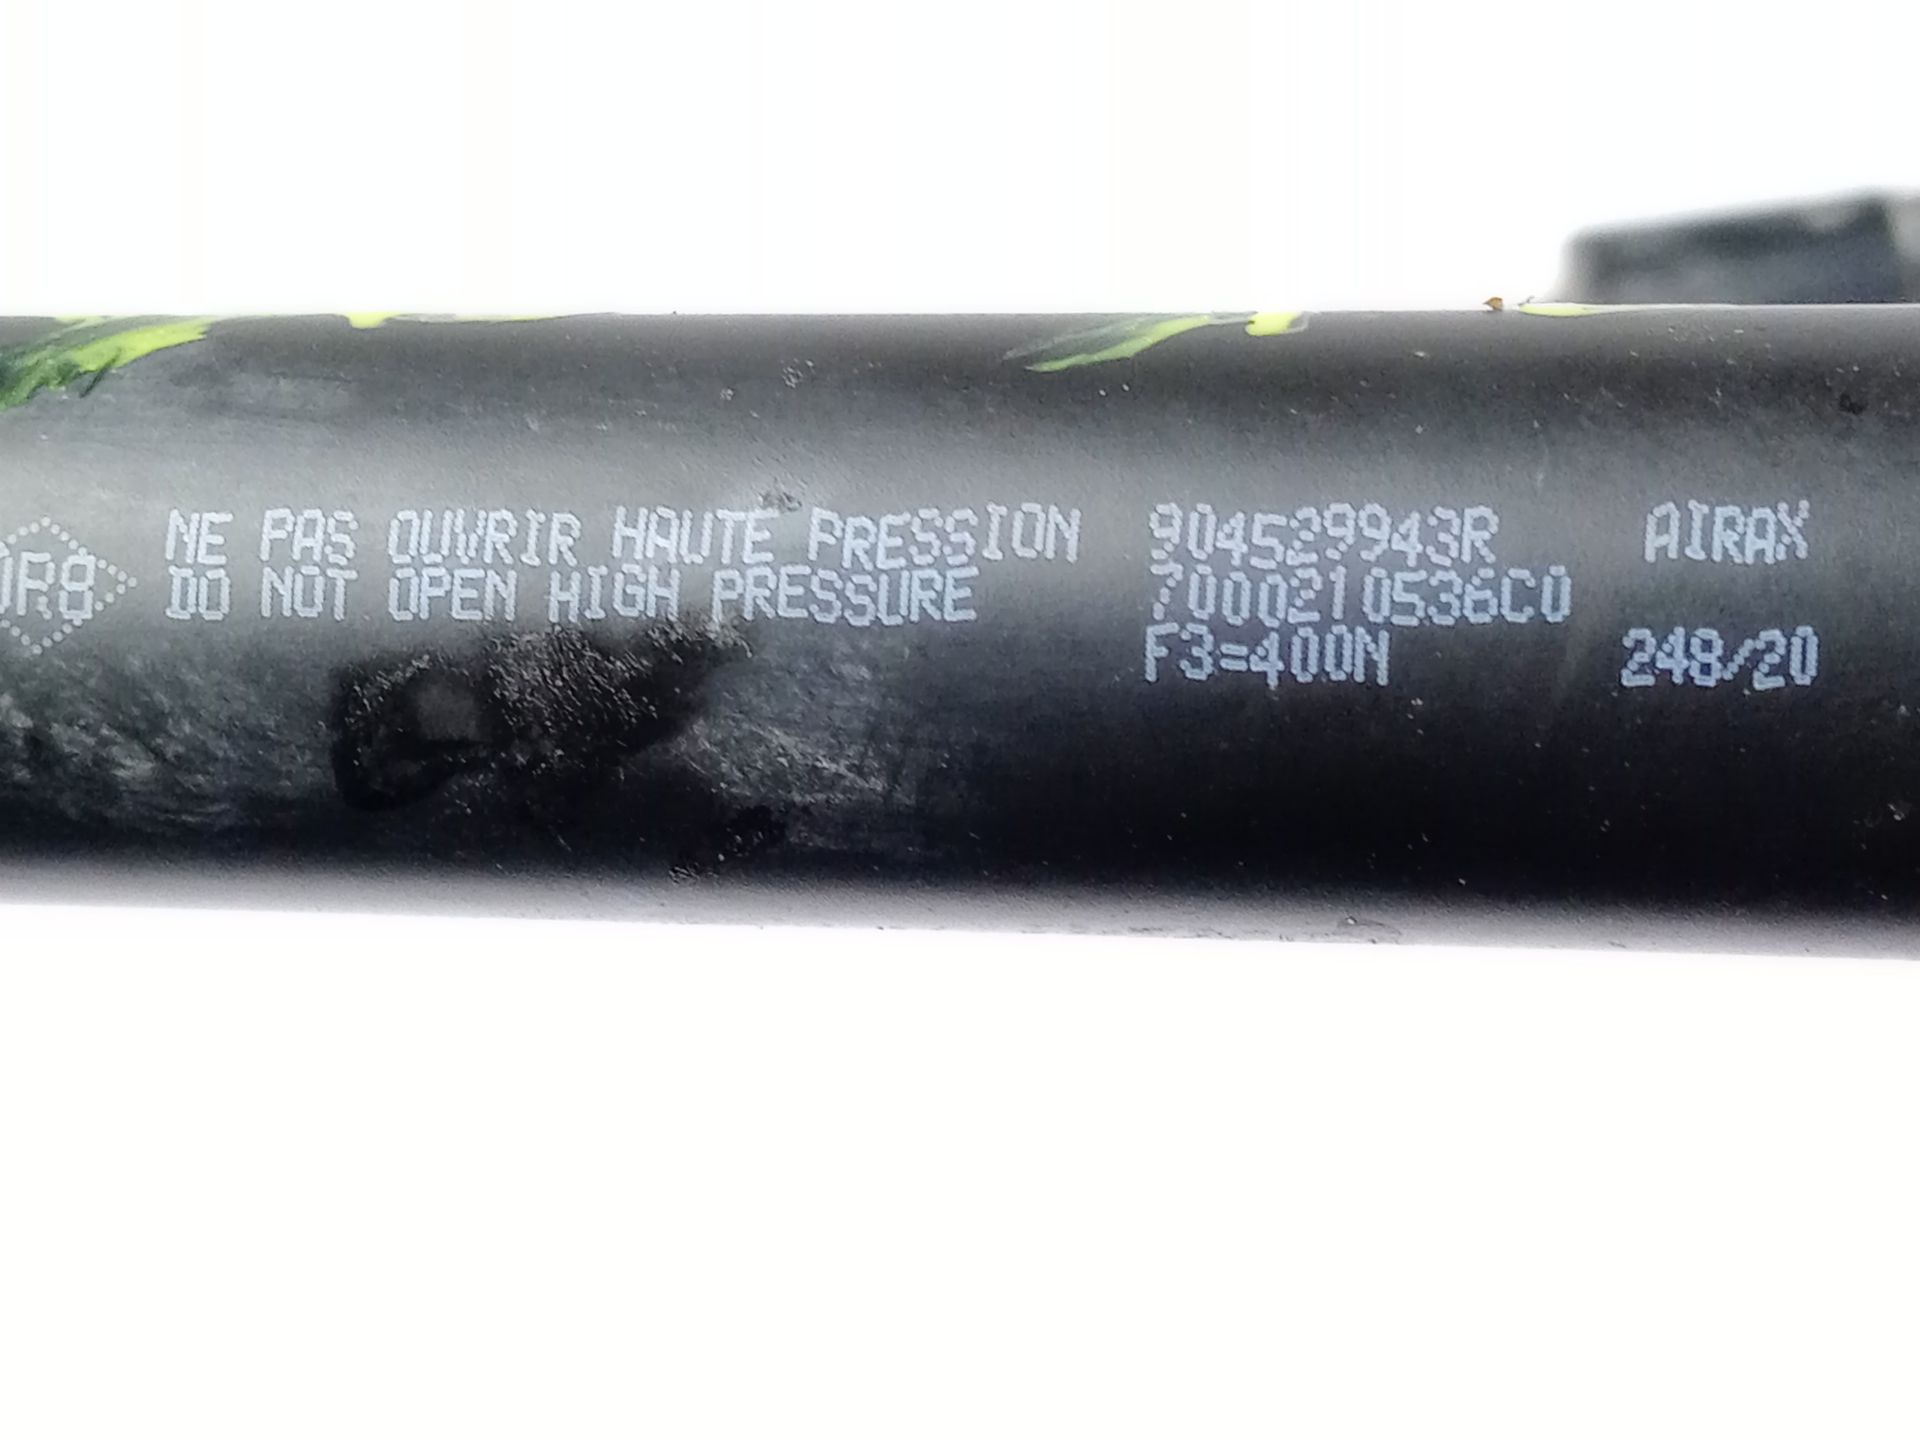 NE PAS OUVRIR HAUTE PRESSION 904529943R AIRAX
DO NOT OPEN HIGH PRESSURE 7000210536C0
F3=400N 248/20